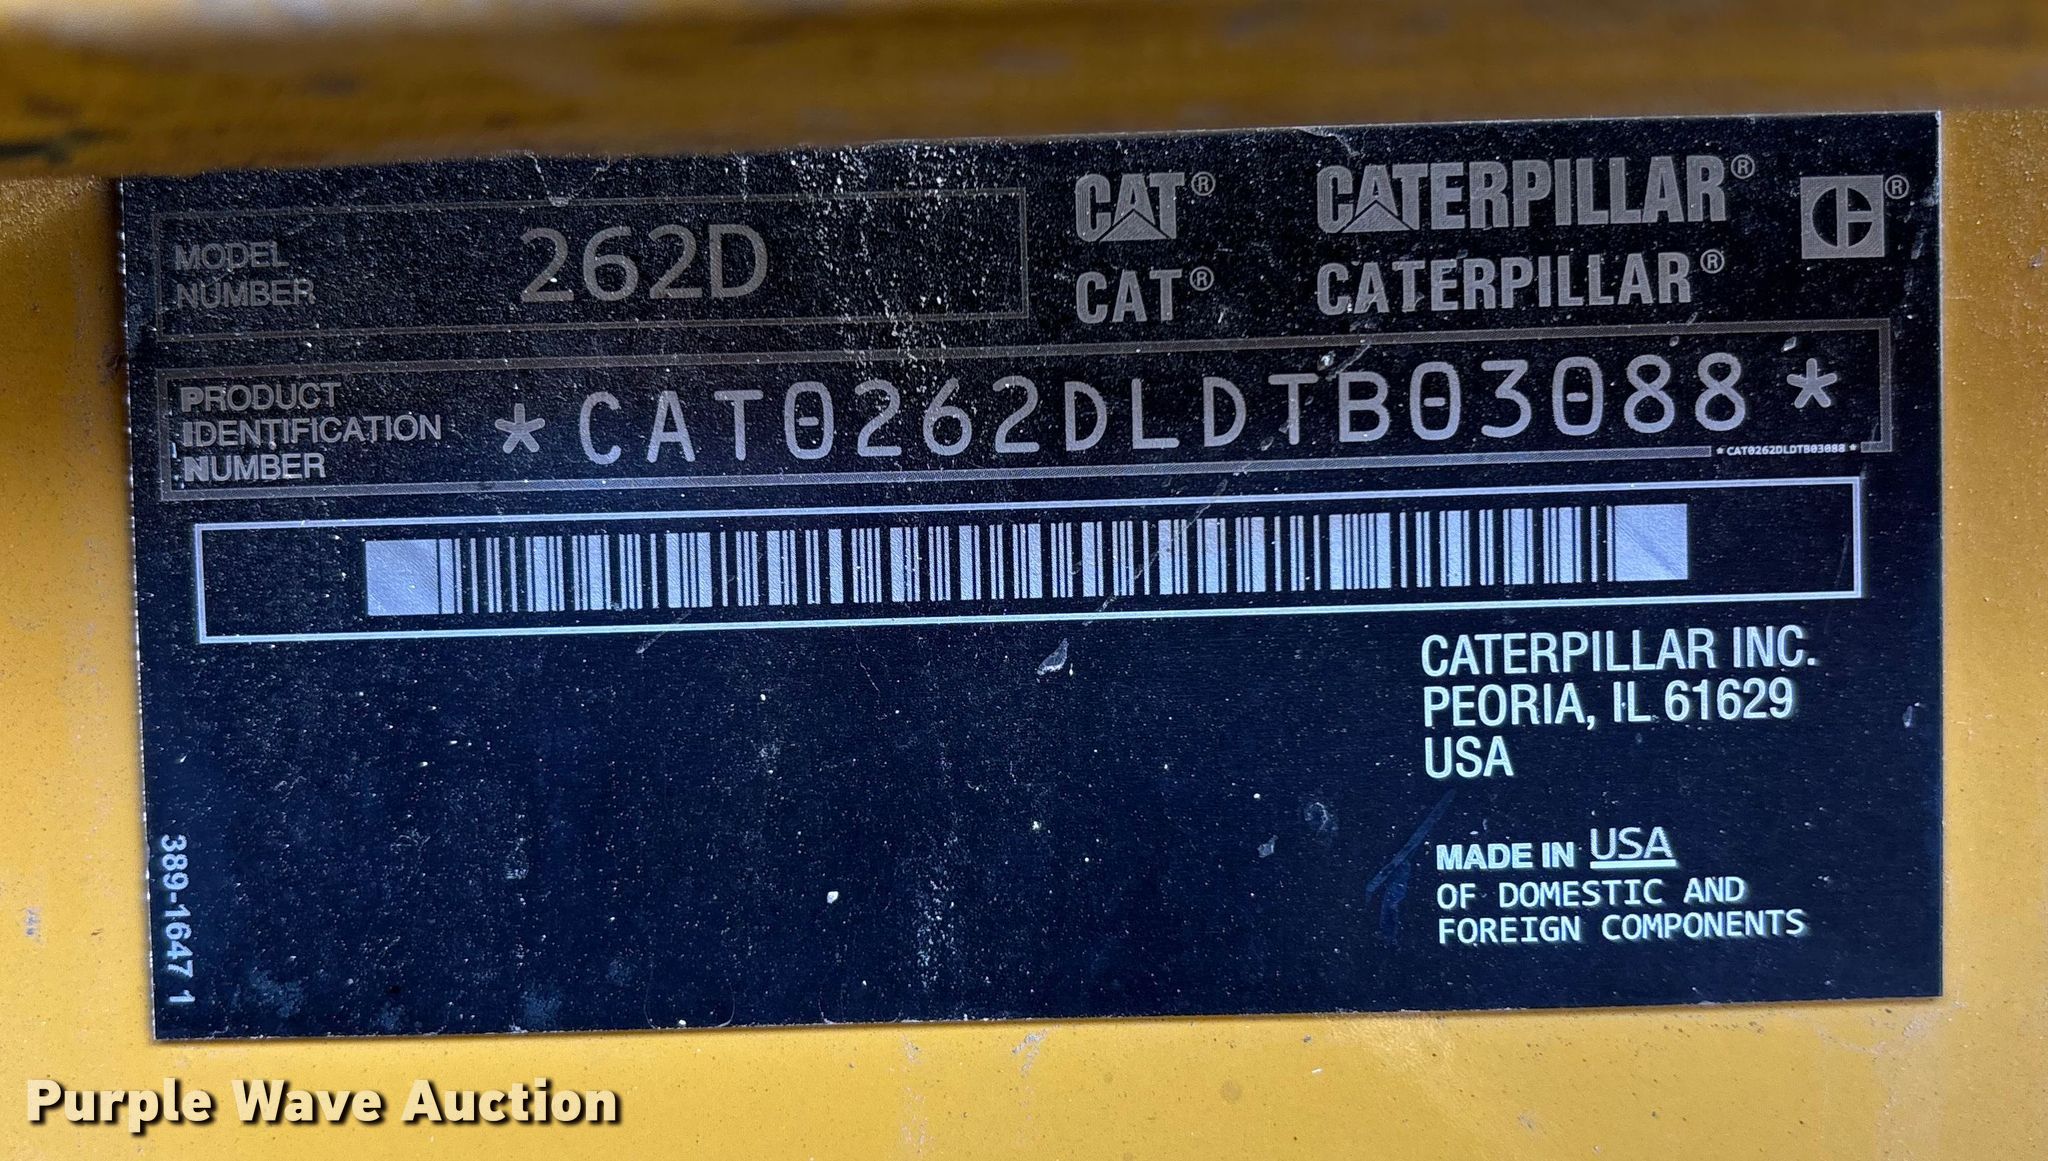 MODEL
NUMBER
262D
CAT® CATERPILLAR® ®
CAT® CATERPILLAR®
PRODUCT
IDENTIFICATION
NUMBER
*CAT0262DLDTB03088*
*CAT0262DLDTB03088*
CATERPILLAR INC.
PEORIA, IL 61629
USA
MADE IN USA
OF DOMESTIC AND
FOREIGN COMPONENTS
389-1647 1
Purple Wave Auction